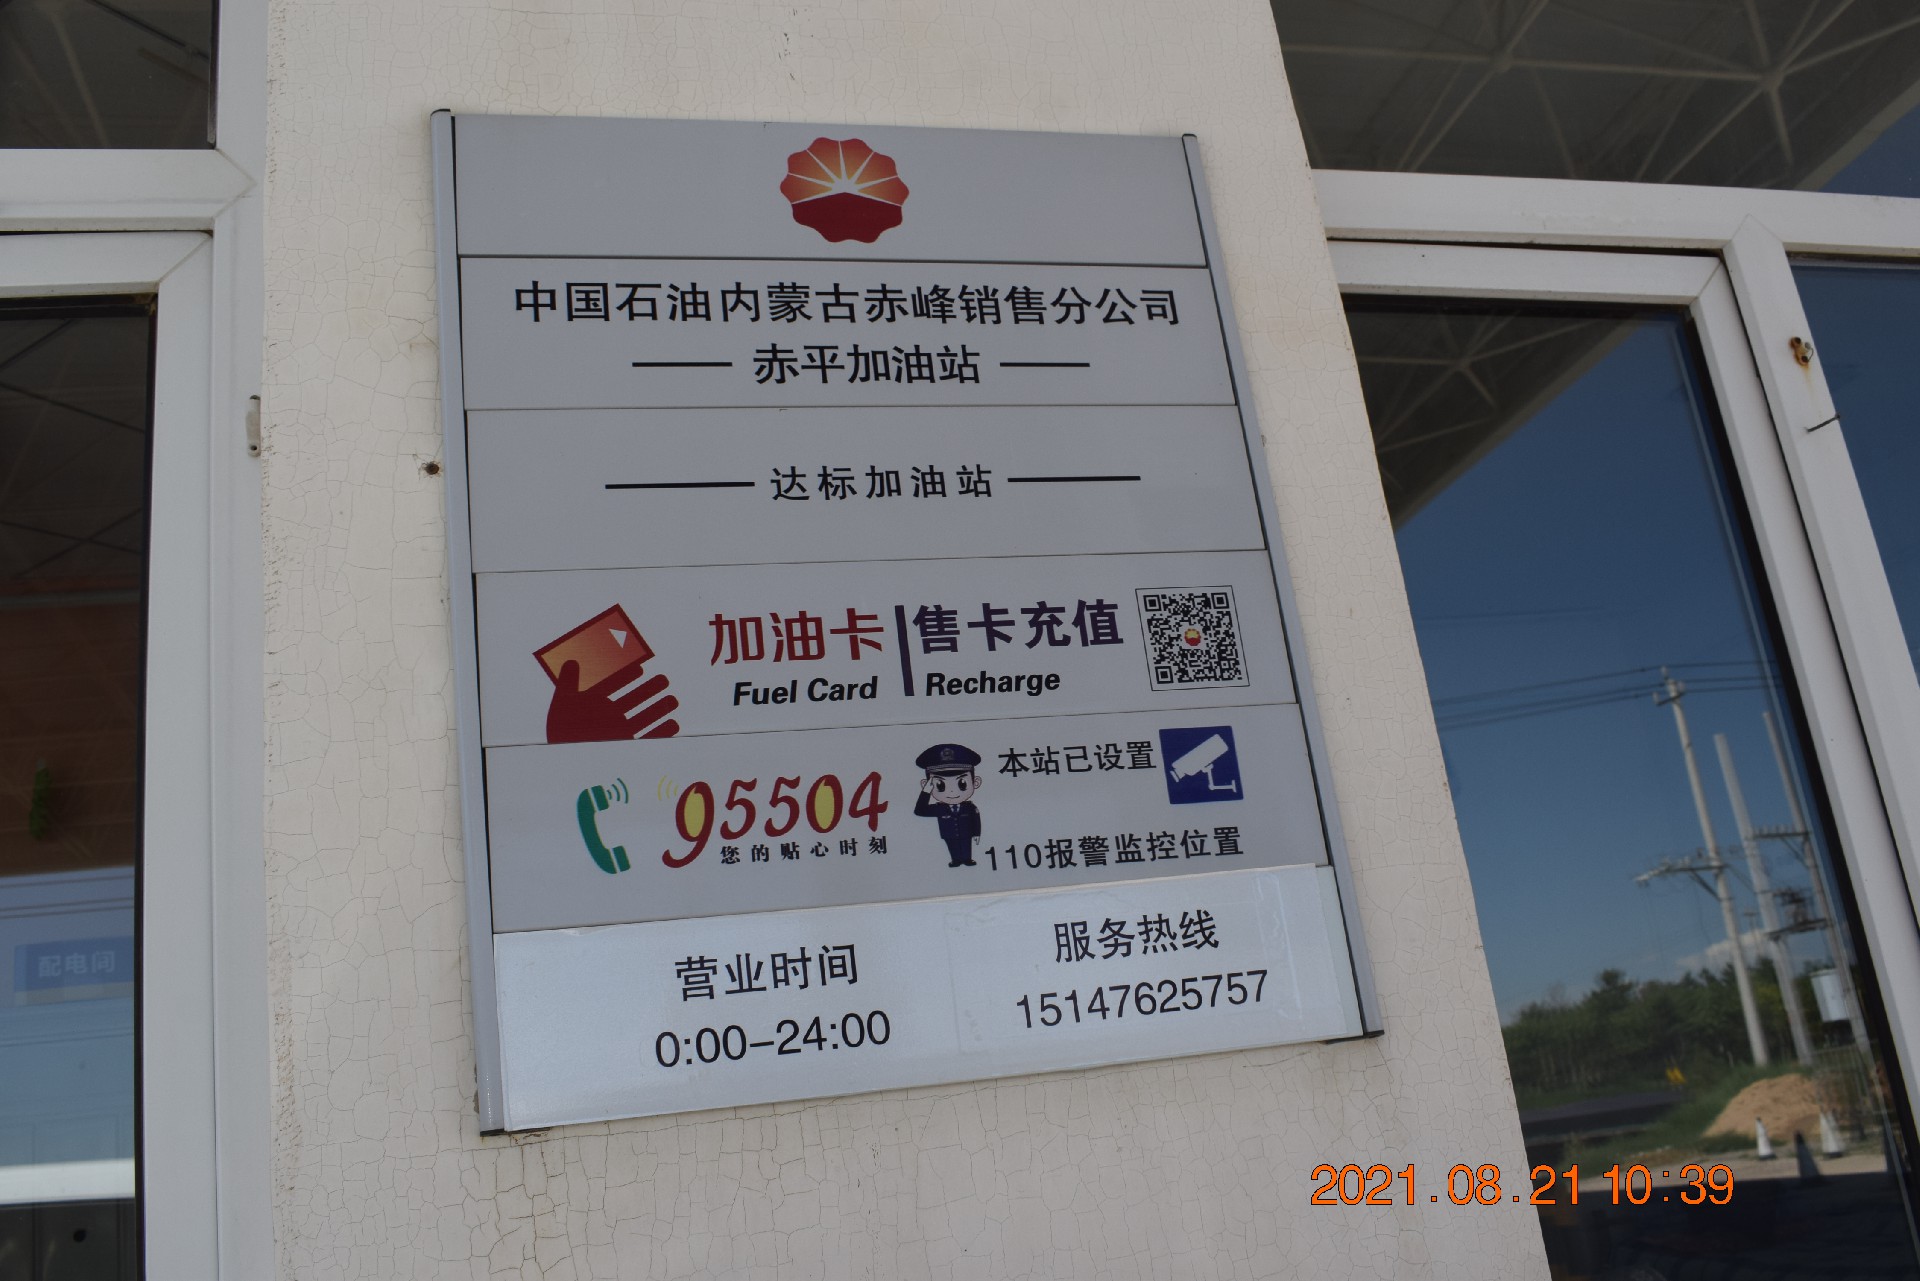 中国石油内蒙古赤峰销售分公司
赤平加油站
达标加油站
加油卡 售卡充值
Fuel Card Recharge
95504
您的贴心时刻
本站已设置
110报警监控位置
营业时间 服务热线
0:00-24:00 15147625757
配电间
2021.08.21 10:39